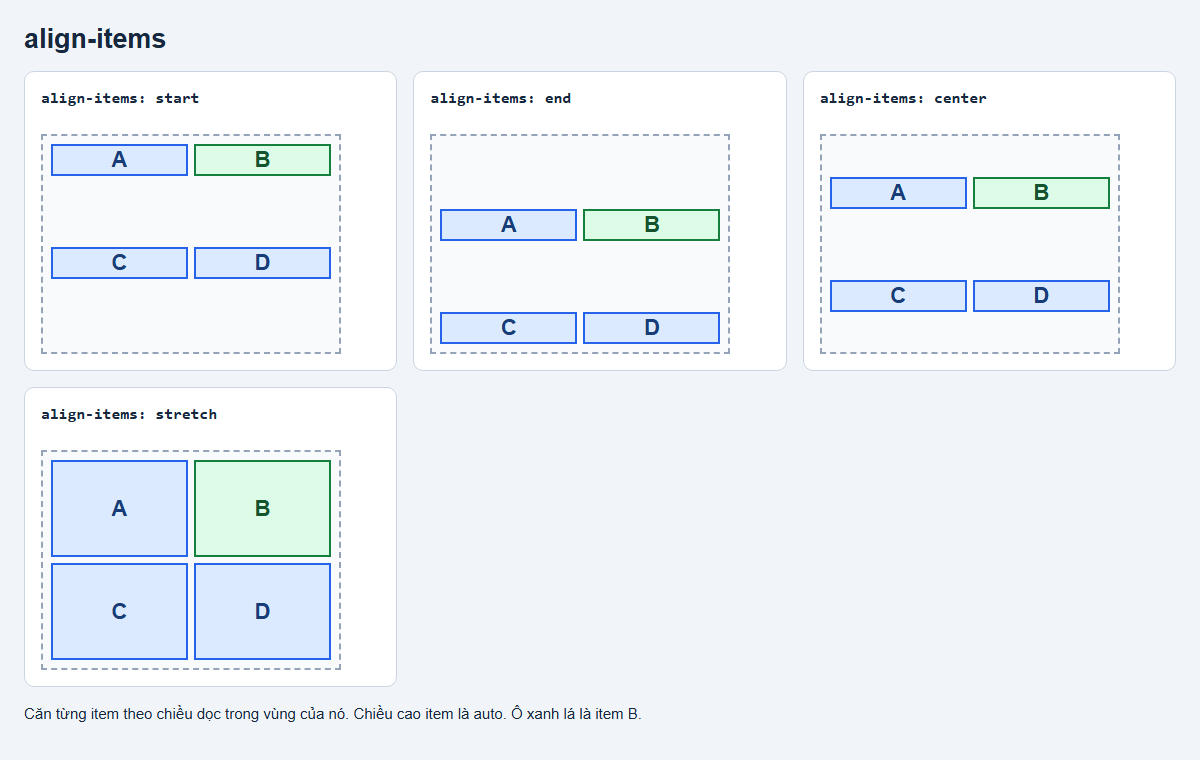 align-items
align-items: start
A B
C D
align-items: end
A B
C D
align-items: center
A B
C D
align-items: stretch
A B
C D
Căn từng item theo chiều dọc trong vùng của nó. Chiều cao item là auto. Ô xanh lá là item B.